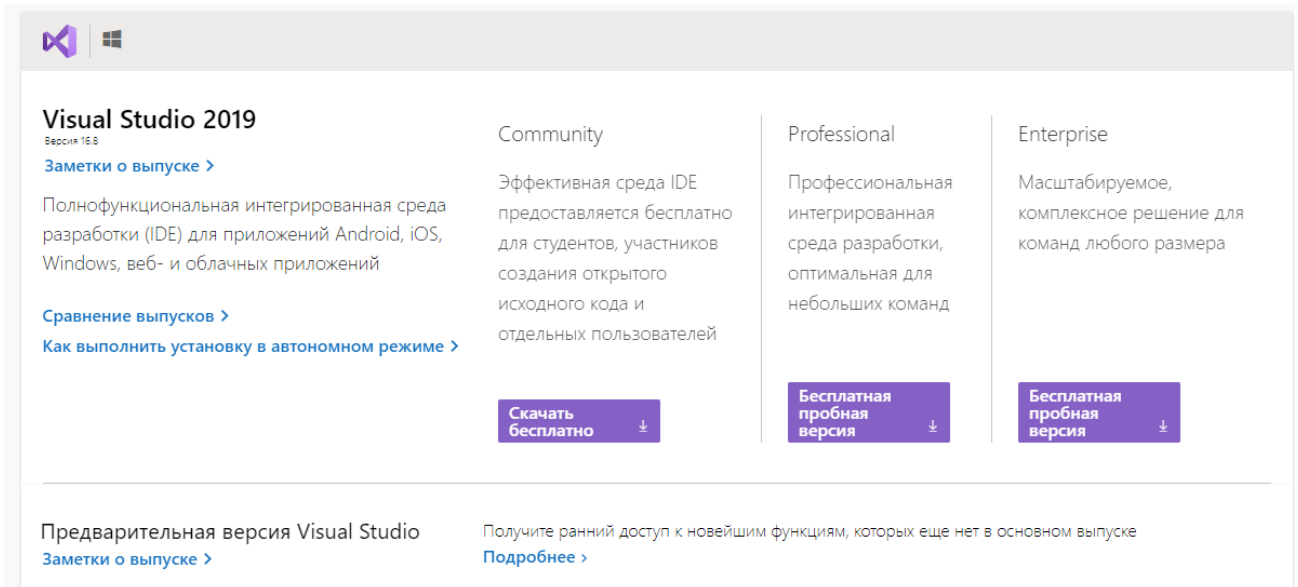 Visual Studio 2019
Версия 16.8
Заметки о выпуске
Полнофункциональная интегрированная среда
разработки (IDE) для приложений Android, iOS,
Windows, веб- и облачных приложений
Сравнение выпусков
Как выполнить установку в автономном режиме
Community
Эффективная среда IDE
предоставляется бесплатно
для студентов, участников
создания открытого
исходного кода и
отдельных пользователей
Скачать
бесплатно
Professional
Профессиональная
интегрированная
среда разработки,
оптимальная для
небольших команд
Бесплатная
пробная
версия
Enterprise
Масштабируемое,
комплексное решение для
команд любого размера
Бесплатная
пробная
версия
Предварительная версия Visual Studio
Заметки о выпуске
Получите ранний доступ к новейшим функциям, которых еще нет в основном выпуске
Подробнее